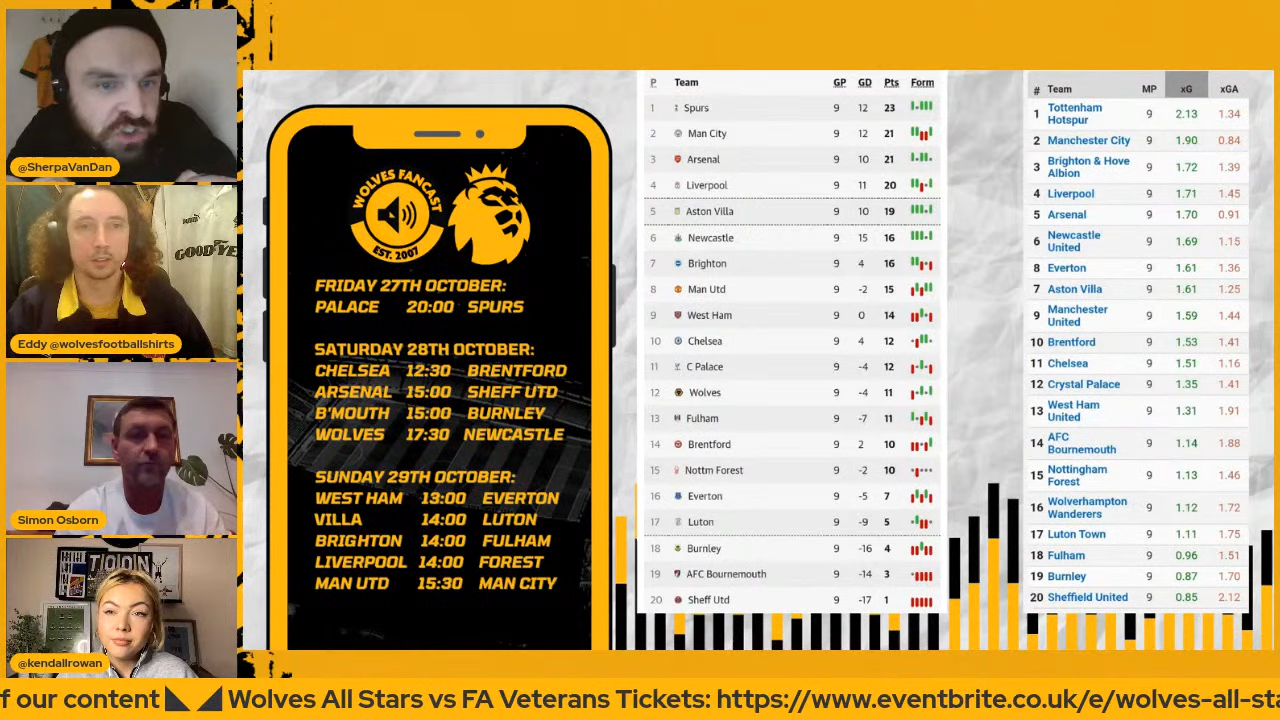 @SherpaVanDan
GOODYE
Eddy @wolvesfootballshirts
Simon Osborn
TOON
@kendallrowan
WOLVES FANCAST
EST. 2007
FRIDAY 27TH OCTOBER:
PALACE 20:00 SPURS
SATURDAY 28TH OCTOBER:
CHELSEA 12:30 BRENTFORD
ARSENAL 15:00 SHEFF UTD
B'MOUTH 15:00 BURNLEY
WOLVES 17:30 NEWCASTLE
SUNDAY 29TH OCTOBER:
WEST HAM 13:00 EVERTON
VILLA 14:00 LUTON
BRIGHTON 14:00 FULHAM
LIVERPOOL 14:00 FOREST
MAN UTD 15:30 MAN CITY
P Team GP GD Pts Form
1 Spurs 9 12 23
2 Man City 9 12 21
3 Arsenal 9 10 21
4 Liverpool 9 11 20
5 Aston Villa 9 10 19
6 Newcastle 9 15 16
7 Brighton 9 4 16
8 Man Utd 9 -2 15
9 West Ham 9 0 14
10 Chelsea 9 4 12
11 C Palace 9 -4 12
12 Wolves 9 -4 11
13 Fulham 9 -7 11
14 Brentford 9 2 10
15 Nottm Forest 9 -2 10
16 Everton 9 -5 7
17 Luton 9 -9 5
18 Burnley 9 -16 4
19 AFC Bournemouth 9 -14 3
20 Sheff Utd 9 -17 1
# Team MP xG xGA
1 Tottenham Hotspur 9 2.13 1.34
2 Manchester City 9 1.90 0.84
3 Brighton & Hove Albion 9 1.72 1.39
4 Liverpool 9 1.71 1.45
5 Arsenal 9 1.70 0.91
6 Newcastle United 9 1.69 1.15
8 Everton 9 1.61 1.36
7 Aston Villa 9 1.61 1.25
9 Manchester United 9 1.59 1.44
10 Brentford 9 1.53 1.41
11 Chelsea 9 1.51 1.16
12 Crystal Palace 9 1.35 1.41
13 West Ham United 9 1.31 1.91
14 AFC Bournemouth 9 1.14 1.88
15 Nottingham Forest 9 1.13 1.46
16 Wolverhampton Wanderers 9 1.12 1.72
17 Luton Town 9 1.11 1.75
18 Fulham 9 0.96 1.51
19 Burnley 9 0.87 1.70
20 Sheffield United 9 0.85 2.12
f our content Wolves All Stars vs FA Veterans Tickets: https://www.eventbrite.co.uk/e/wolves-all-sta